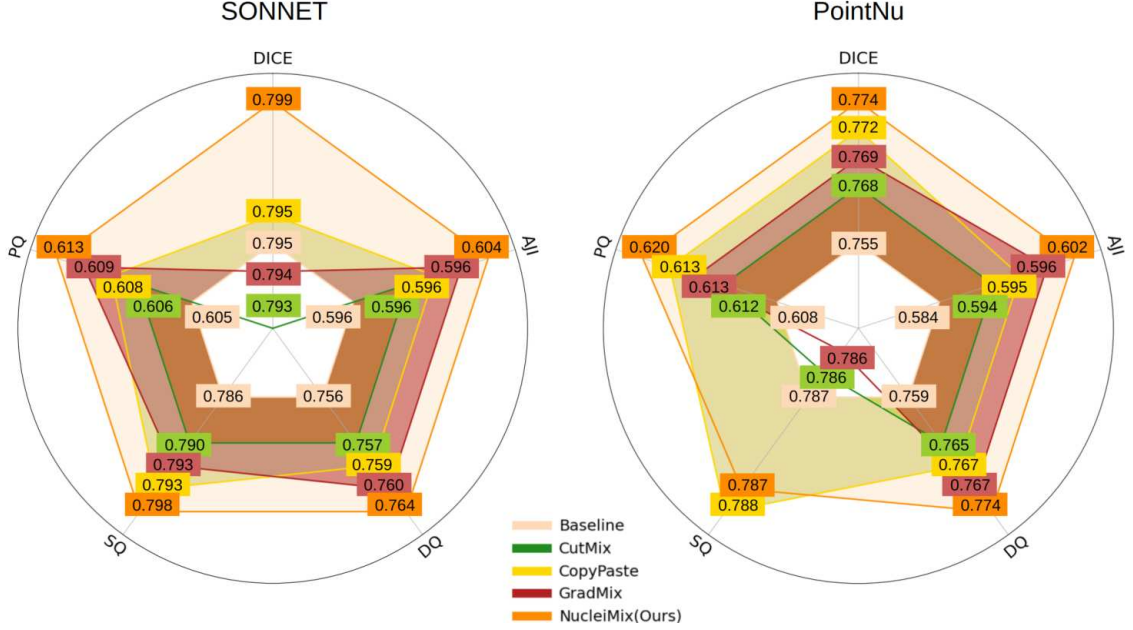 SONNET
DICE
0.799
0.795
0.795
0.794
0.793
PQ
0.613
0.609
0.608
0.606
0.605
AJI
0.604
0.596
0.596
0.596
0.596
0.786
0.790
0.793
0.793
0.798
SQ
0.756
0.757
0.759
0.760
0.764
DQ
PointNu
DICE
0.774
0.772
0.769
0.768
0.755
PQ
0.620
0.613
0.613
0.612
0.608
AJI
0.602
0.596
0.595
0.594
0.584
0.786
0.786
0.787
0.787
0.788
SQ
0.759
0.765
0.767
0.767
0.774
DQ
Baseline
CutMix
CopyPaste
GradMix
NucleiMix(Ours)